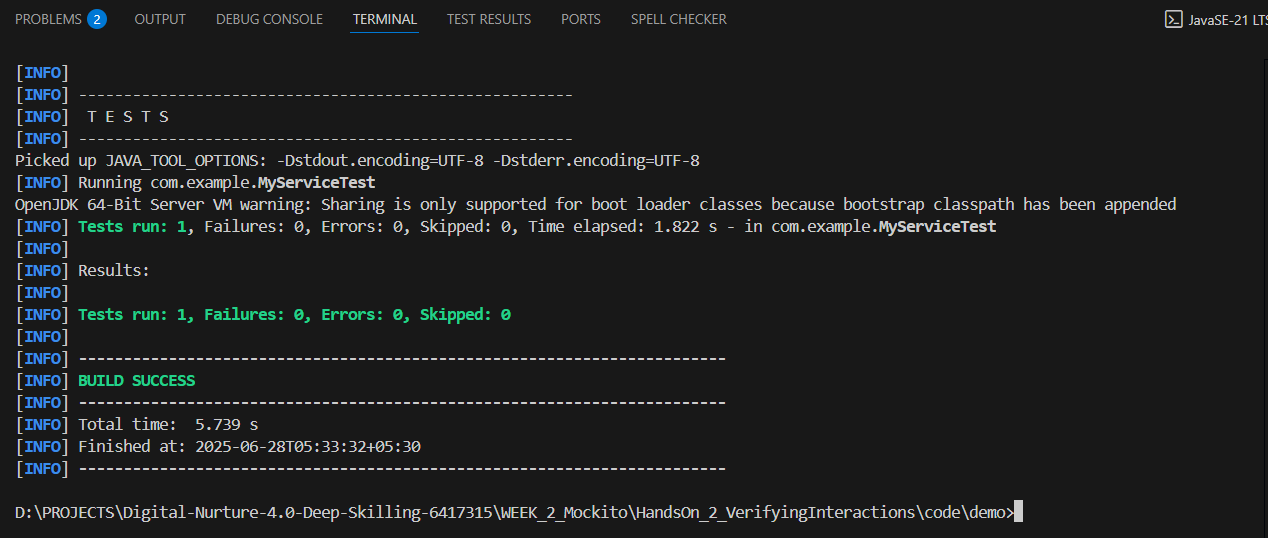 PROBLEMS 2 OUTPUT DEBUG CONSOLE TERMINAL TEST RESULTS PORTS SPELL CHECKER JavaSE-21 LTS
[INFO]
[INFO] -------------------------------------------------------
[INFO]  T E S T S
[INFO] -------------------------------------------------------
Picked up JAVA_TOOL_OPTIONS: -Dstdout.encoding=UTF-8 -Dstderr.encoding=UTF-8
[INFO] Running com.example.MyServiceTest
OpenJDK 64-Bit Server VM warning: Sharing is only supported for boot loader classes because bootstrap classpath has been appended
[INFO] Tests run: 1, Failures: 0, Errors: 0, Skipped: 0, Time elapsed: 1.822 s - in com.example.MyServiceTest
[INFO]
[INFO] Results:
[INFO]
[INFO] Tests run: 1, Failures: 0, Errors: 0, Skipped: 0
[INFO]
[INFO] ------------------------------------------------------------------------
[INFO] BUILD SUCCESS
[INFO] ------------------------------------------------------------------------
[INFO] Total time:  5.739 s
[INFO] Finished at: 2025-06-28T05:33:32+05:30
[INFO] ------------------------------------------------------------------------
D:\PROJECTS\Digital-Nurture-4.0-Deep-Skilling-6417315\WEEK_2_Mockito\HandsOn_2_VerifyingInteractions\code\demo>